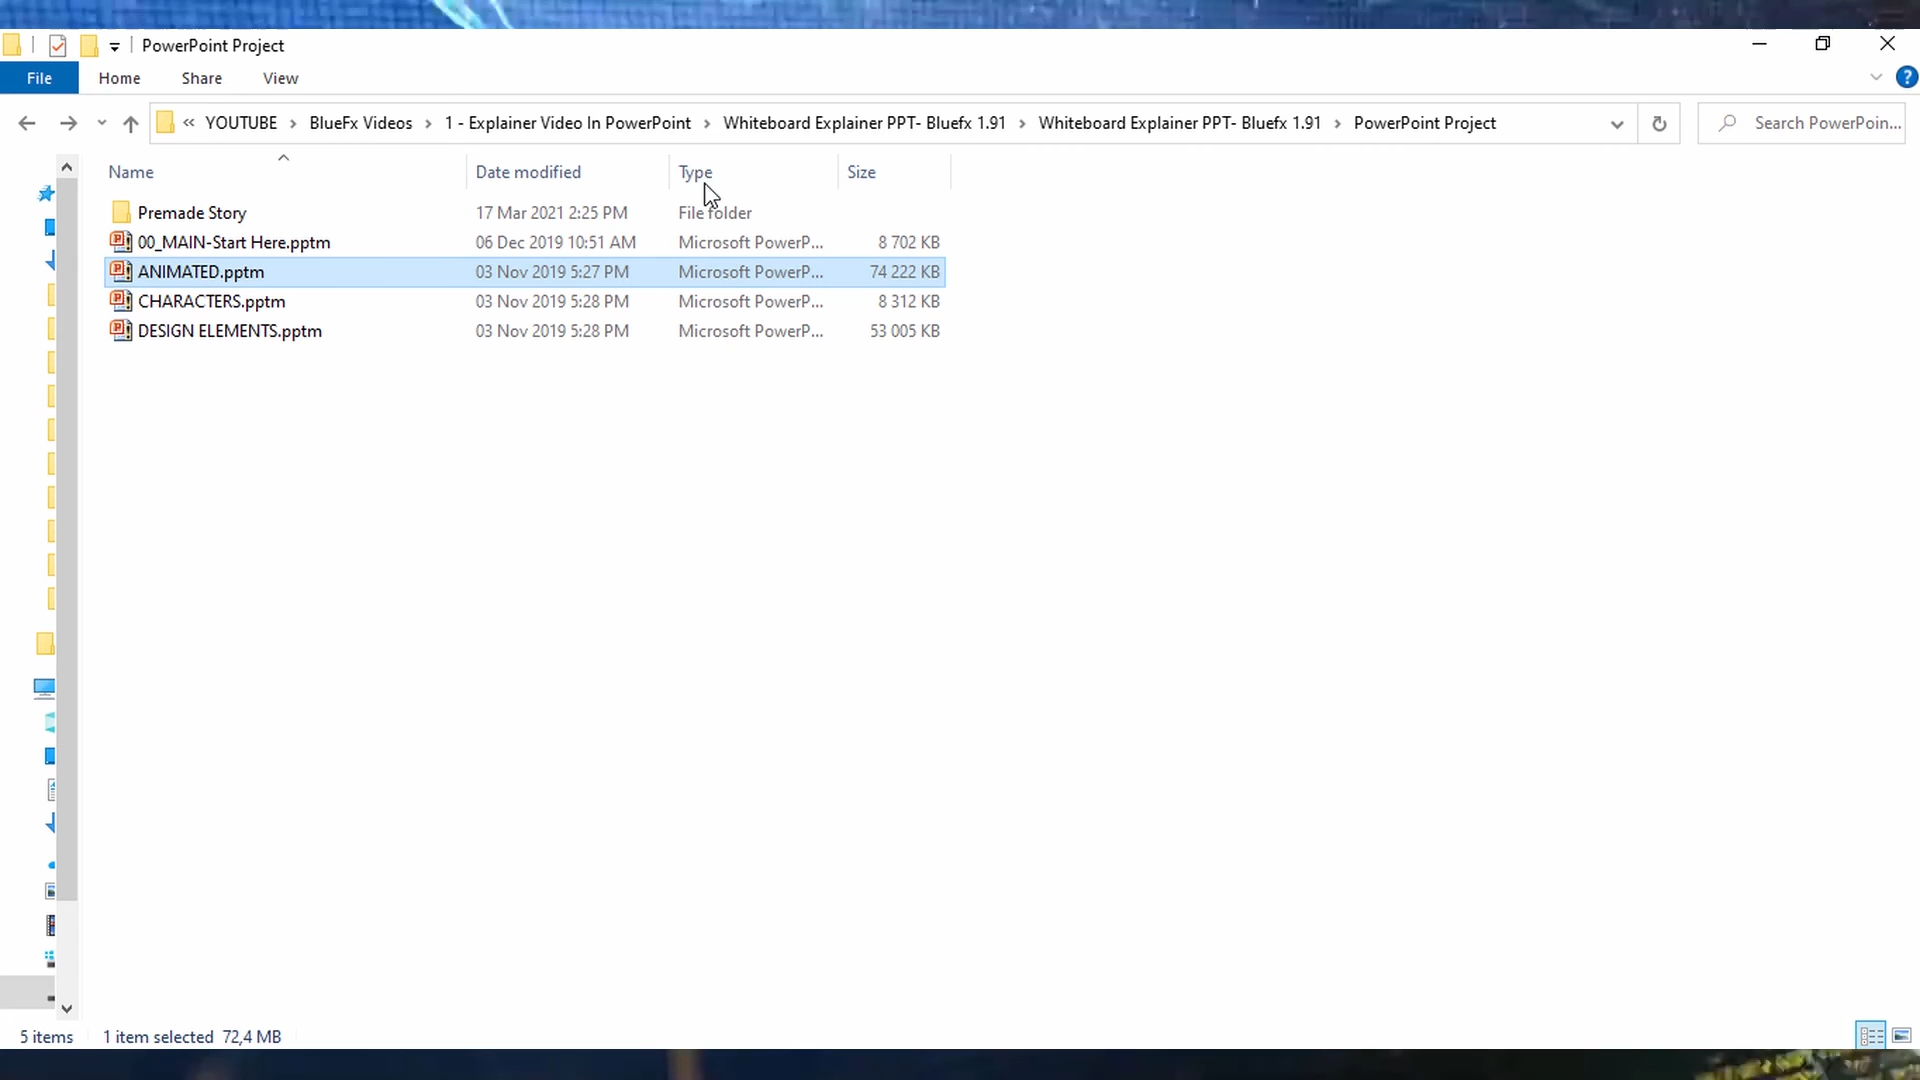 PowerPoint Project
File Home Share View ?
« YOUTUBE > BlueFx Videos > 1 - Explainer Video In PowerPoint > Whiteboard Explainer PPT- Bluefx 1.91 > Whiteboard Explainer PPT- Bluefx 1.91 > PowerPoint Project Search PowerPoin...
Name Date modified Type Size
Premade Story 17 Mar 2021 2:25 PM File folder
00_MAIN-Start Here.pptm 06 Dec 2019 10:51 AM Microsoft PowerP... 8 702 KB
ANIMATED.pptm 03 Nov 2019 5:27 PM Microsoft PowerP... 74 222 KB
CHARACTERS.pptm 03 Nov 2019 5:28 PM Microsoft PowerP... 8 312 KB
DESIGN ELEMENTS.pptm 03 Nov 2019 5:28 PM Microsoft PowerP... 53 005 KB
5 items 1 item selected 72,4 MB